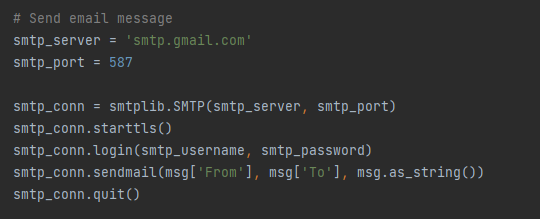 # Send email message
smtp_server = 'smtp.gmail.com'
smtp_port = 587
smtp_conn = smtplib.SMTP(smtp_server, smtp_port)
smtp_conn.starttls()
smtp_conn.login(smtp_username, smtp_password)
smtp_conn.sendmail(msg['From'], msg['To'], msg.as_string())
smtp_conn.quit()